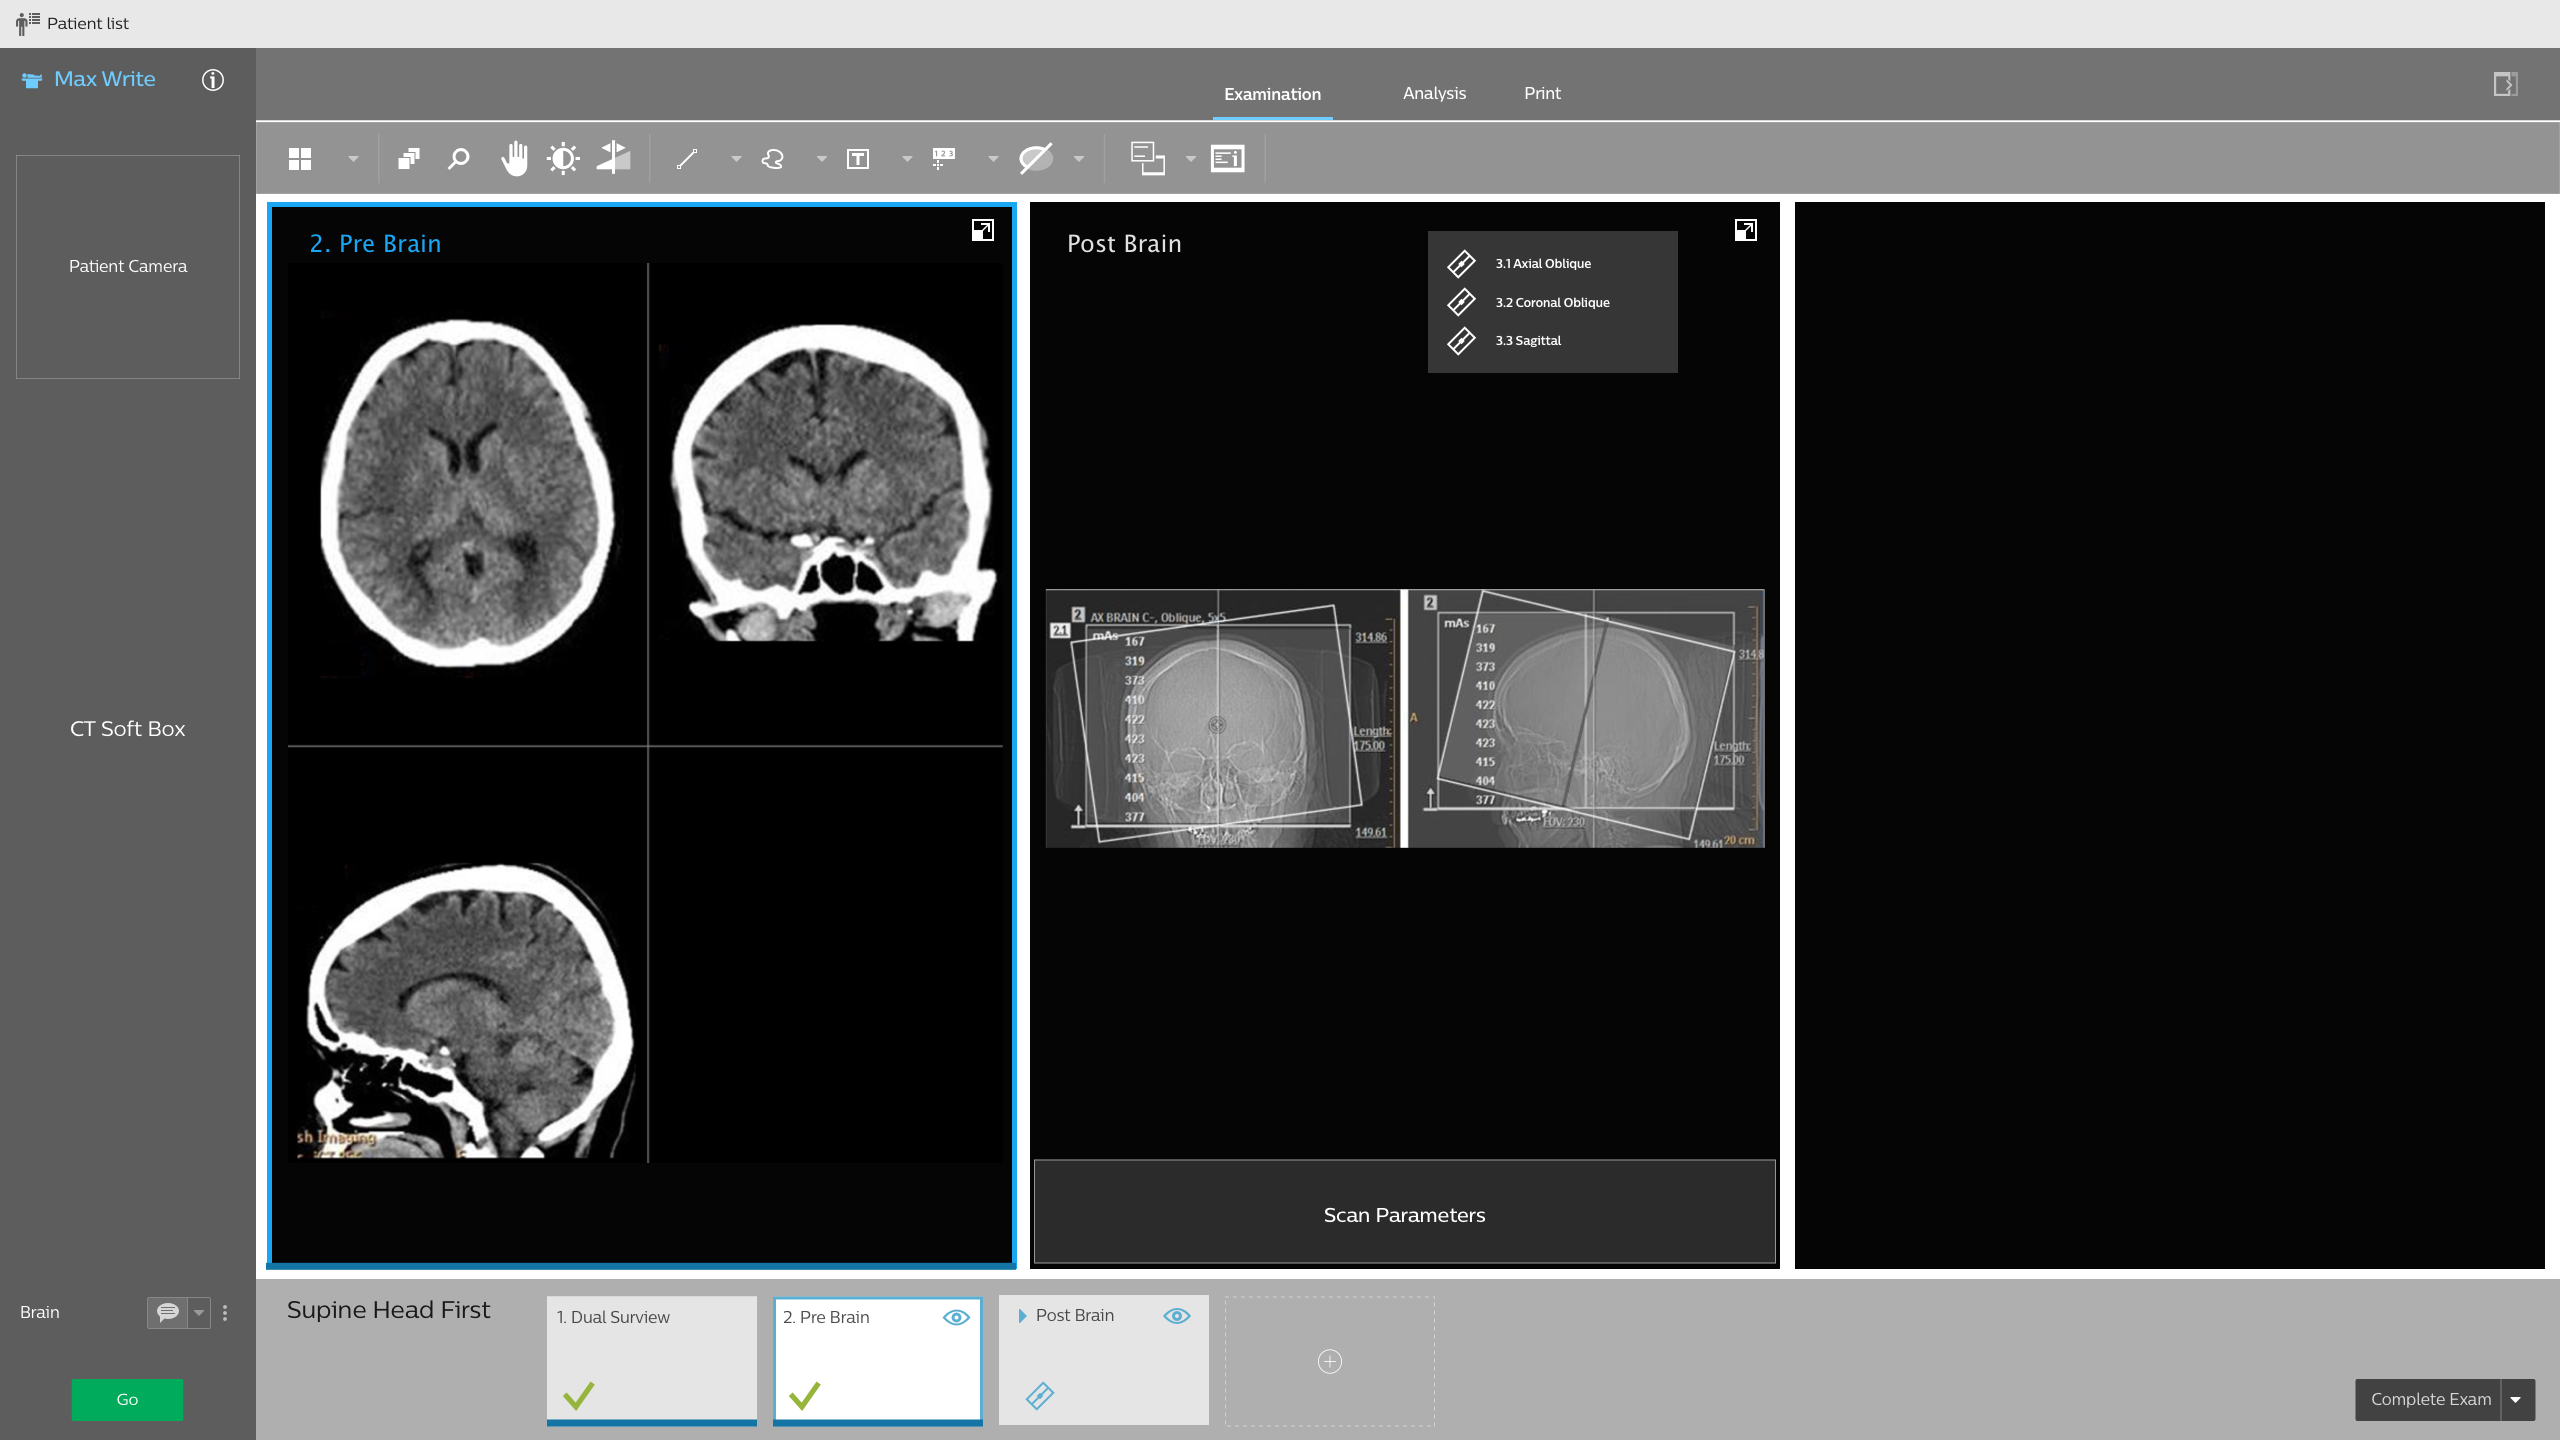 Patient list
Max Write
Examination
Analysis
Print
Patient Camera
CT Soft Box
2. Pre Brain
sh Imaging
Post Brain
3.1 Axial Oblique
3.2 Coronal Oblique
3.3 Sagittal
2 AX BRAIN C-, Oblique, 5x5
2.1
mAs
167
314.86
319
373
410
422
423
Length:
175.00
423
415
404
377
149.61
FOV: 230
2
mAs
167
319
314.8
373
410
422
A
423
423
Length:
175.00
415
404
377
FOV: 230
149.61
20 cm
Scan Parameters
Brain
Go
Supine Head First
1. Dual Surview
2. Pre Brain
Post Brain
Complete Exam